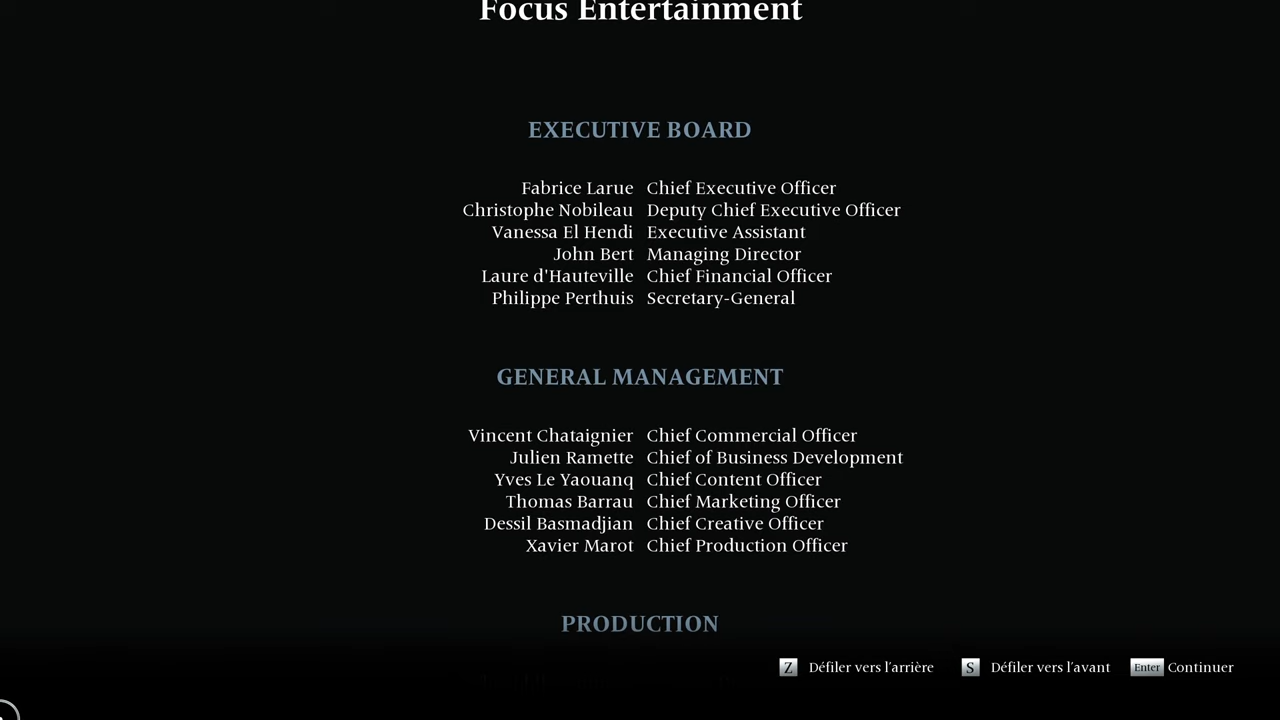 Focus Entertainment
EXECUTIVE BOARD
Fabrice Larue Chief Executive Officer
Christophe Nobileau Deputy Chief Executive Officer
Vanessa El Hendi Executive Assistant
John Bert Managing Director
Laure d'Hauteville Chief Financial Officer
Philippe Perthuis Secretary-General
GENERAL MANAGEMENT
Vincent Chataignier Chief Commercial Officer
Julien Ramette Chief of Business Development
Yves Le Yaouanq Chief Content Officer
Thomas Barrau Chief Marketing Officer
Dessil Basmadjian Chief Creative Officer
Xavier Marot Chief Production Officer
PRODUCTION
Z Défiler vers l'arrière S Défiler vers l'avant Enter Continuer